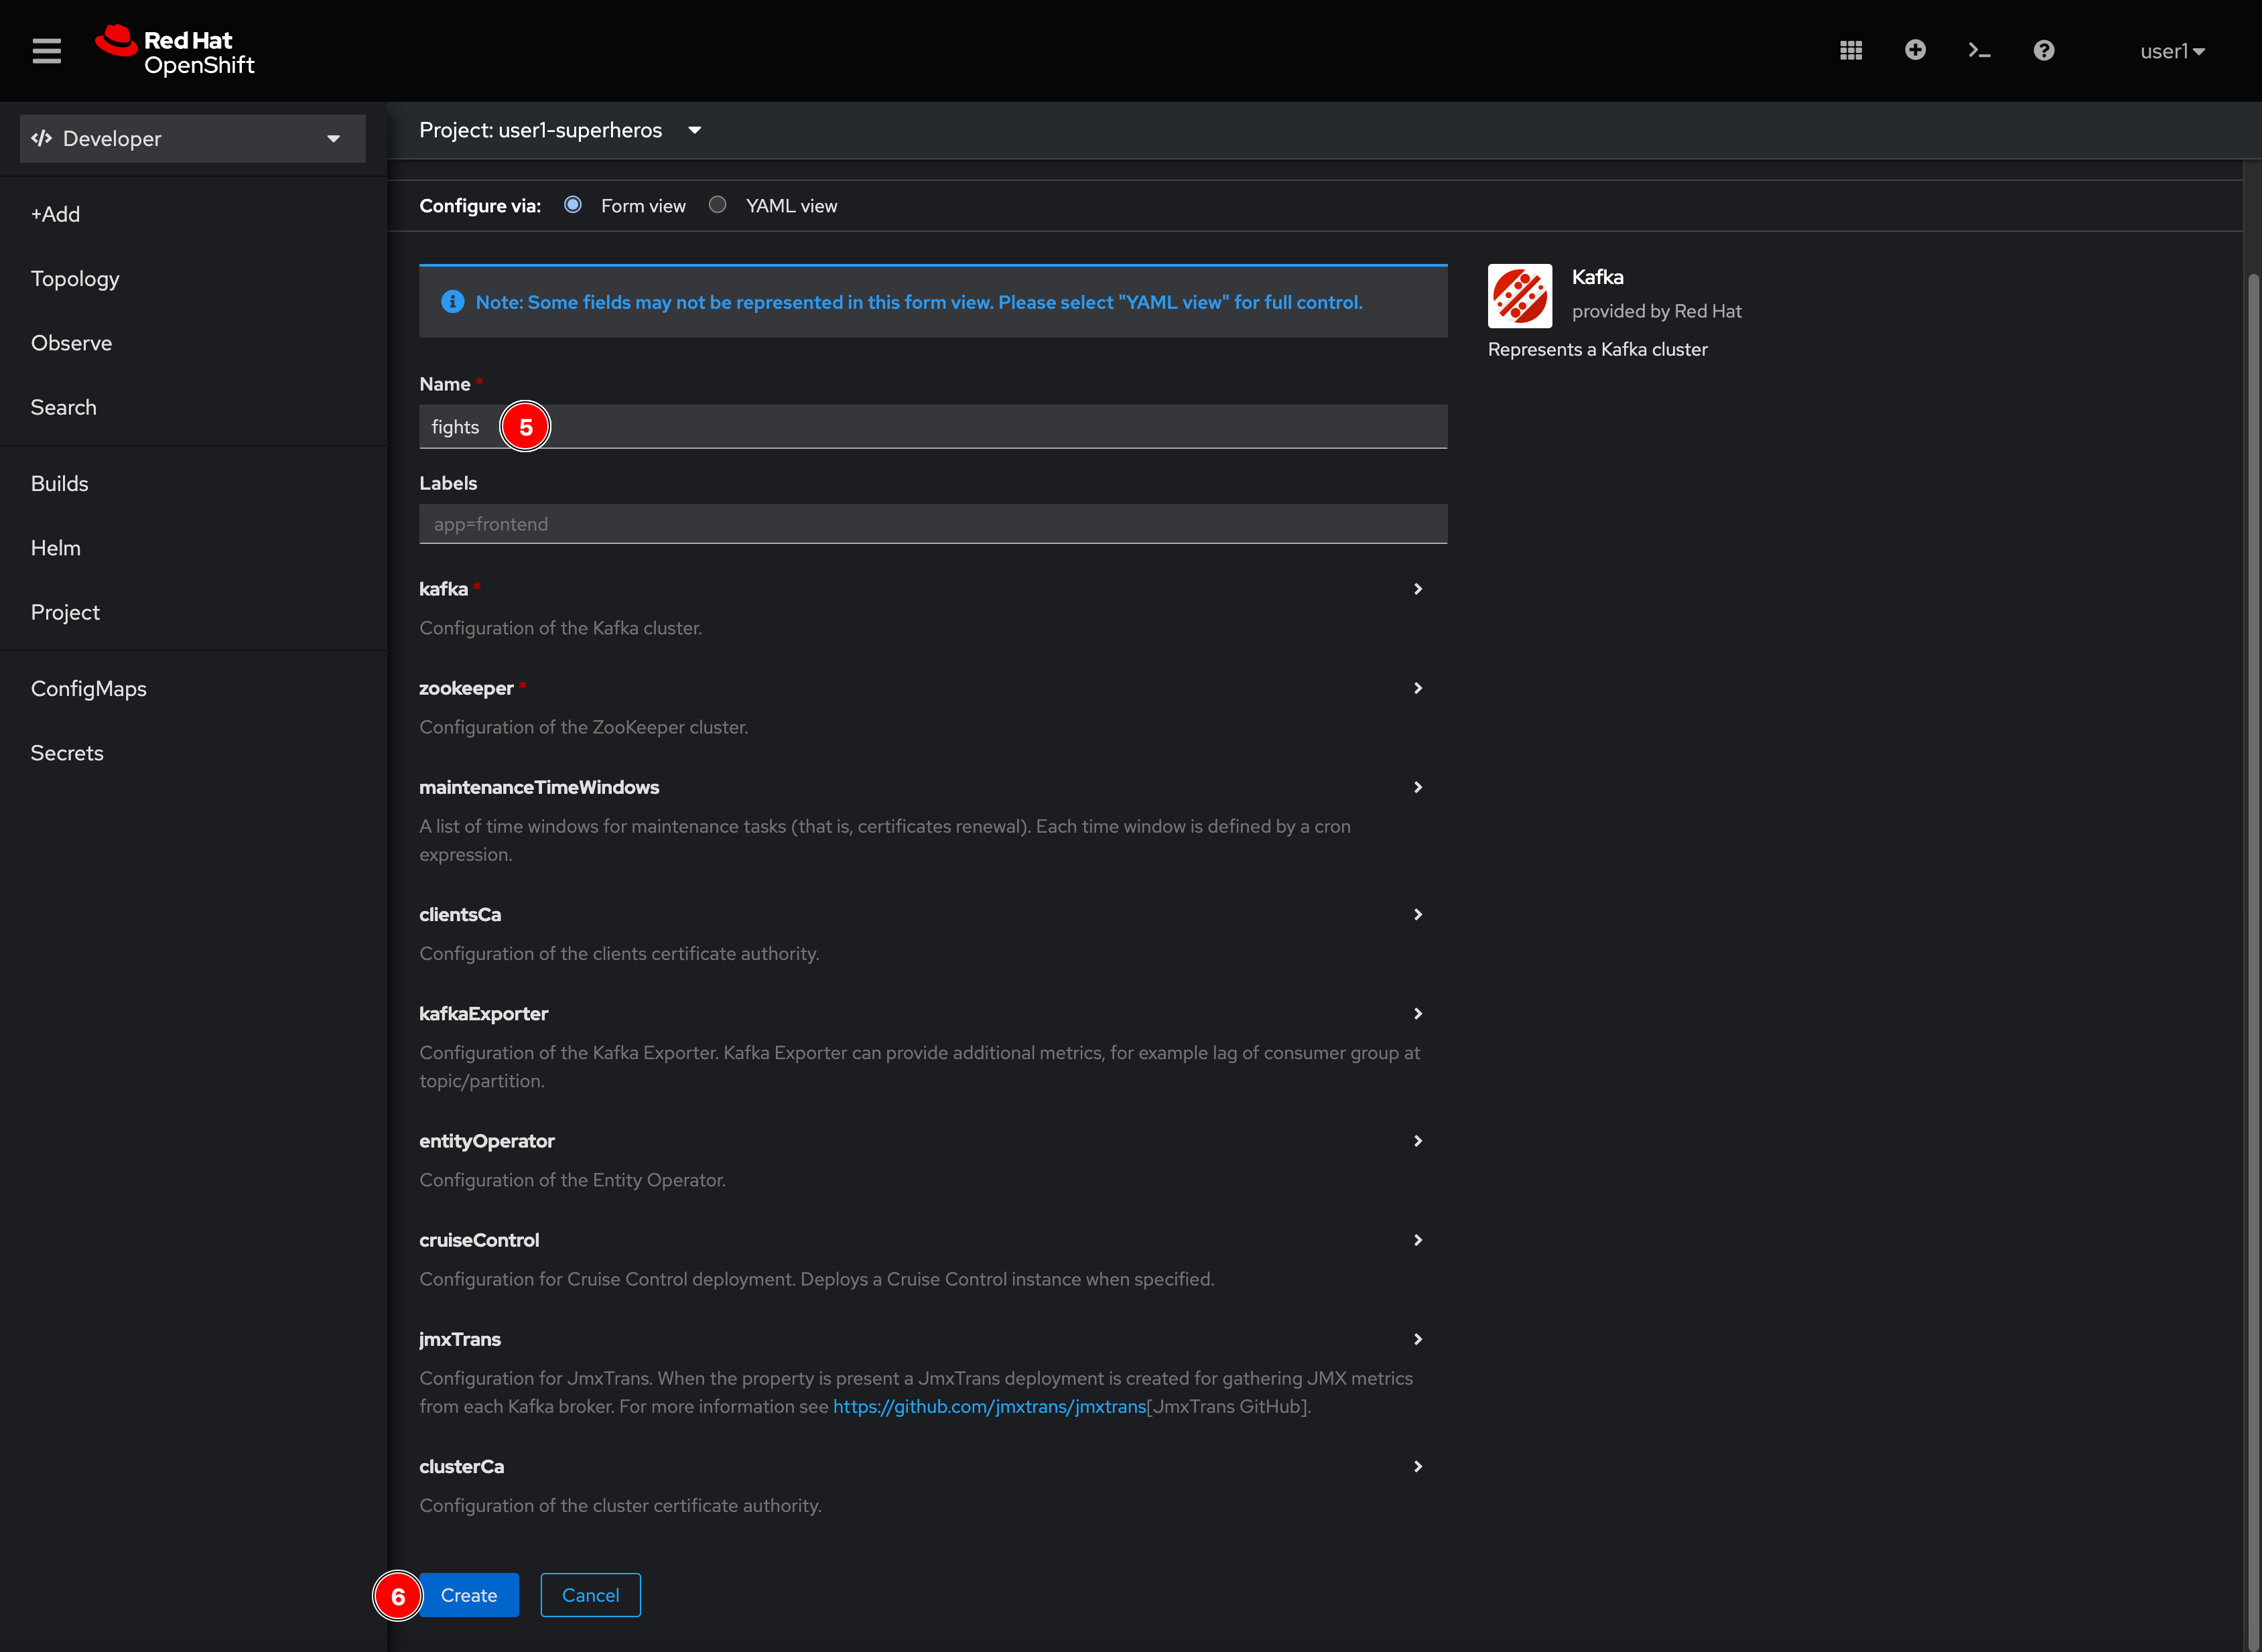 Red Hat
OpenShift
user1
Developer
Project: user1-superheros
+Add
Topology
Observe
Search
Builds
Helm
Project
ConfigMaps
Secrets
Configure via: Form view YAML view
Note: Some fields may not be represented in this form view. Please select "YAML view" for full control.
Name *
fights 5
Labels
app=frontend
kafka *
Configuration of the Kafka cluster.
zookeeper *
Configuration of the ZooKeeper cluster.
maintenanceTimeWindows
A list of time windows for maintenance tasks (that is, certificates renewal). Each time window is defined by a cron
expression.
clientsCa
Configuration of the clients certificate authority.
kafkaExporter
Configuration of the Kafka Exporter. Kafka Exporter can provide additional metrics, for example lag of consumer group at
topic/partition.
entityOperator
Configuration of the Entity Operator.
cruiseControl
Configuration for Cruise Control deployment. Deploys a Cruise Control instance when specified.
jmxTrans
Configuration for JmxTrans. When the property is present a JmxTrans deployment is created for gathering JMX metrics
from each Kafka broker. For more information see https://github.com/jmxtrans/jmxtrans[JmxTrans GitHub].
clusterCa
Configuration of the cluster certificate authority.
6 Create Cancel
Kafka
provided by Red Hat
Represents a Kafka cluster